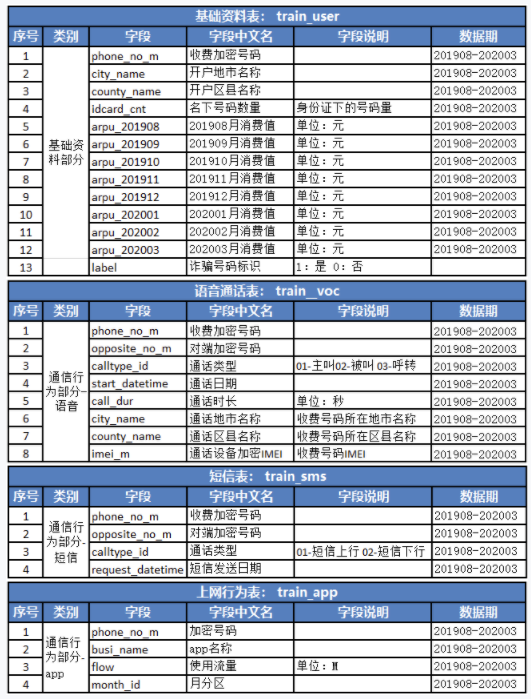 基础资料表： train_user
序号 类别 字段 字段中文名 字段说明 数据期
基础资料部分
1 phone_no_m 收费加密号码 201908-202003
2 city_name 开户地市名称 201908-202003
3 county_name 开户区县名称 201908-202003
4 idcard_cnt 名下号码数量 身份证下的号码量 201908-202003
5 arpu_201908 201908月消费值 单位：元 201908-202003
6 arpu_201909 201909月消费值 单位：元 201908-202003
7 arpu_201910 201910月消费值 单位：元 201908-202003
8 arpu_201911 201911月消费值 单位：元 201908-202003
9 arpu_201912 201912月消费值 单位：元 201908-202003
10 arpu_202001 202001月消费值 单位：元 201908-202003
11 arpu_202002 202002月消费值 单位：元 201908-202003
12 arpu_202003 202003月消费值 单位：元 201908-202003
13 label 诈骗号码标识 1：是 0：否
语音通话表： train_voc
序号 类别 字段 字段中文名 字段说明 数据期
通信行为部分-语音
1 phone_no_m 收费加密号码 201908-202003
2 opposite_no_m 对端加密号码 201908-202003
3 calltype_id 通话类型 01-主叫02-被叫 03-呼转 201908-202003
4 start_datetime 通话日期 201908-202003
5 call_dur 通话时长 单位：秒 201908-202003
6 city_name 通话地市名称 收费号码所在地市名称 201908-202003
7 county_name 通话区县名称 收费号码所在区县名称 201908-202003
8 imei_m 通话设备加密IMEI 收费号码IMEI 201908-202003
短信表： train_sms
序号 类别 字段 字段中文名 字段说明 数据期
通信行为部分-短信
1 phone_no_m 收费加密号码 201908-202003
2 opposite_no_m 对端加密号码 201908-202003
3 calltype_id 通话类型 01-短信上行 02-短信下行 201908-202003
4 request_datetime 短信发送日期 201908-202003
上网行为表： train_app
序号 类别 字段 字段中文名 字段说明 数据期
通信行为部分-app
1 phone_no_m 加密号码 201908-202003
2 busi_name app名称 201908-202003
3 flow 使用流量 单位：M 201908-202003
4 month_id 月分区 201908-202003